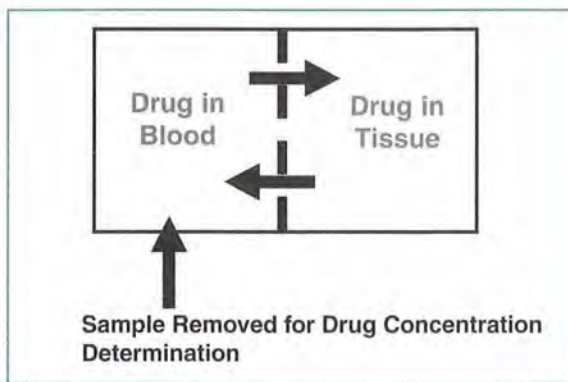 Drug in
Blood
Drug in
Tissue
Sample Removed for Drug Concentration
Determination